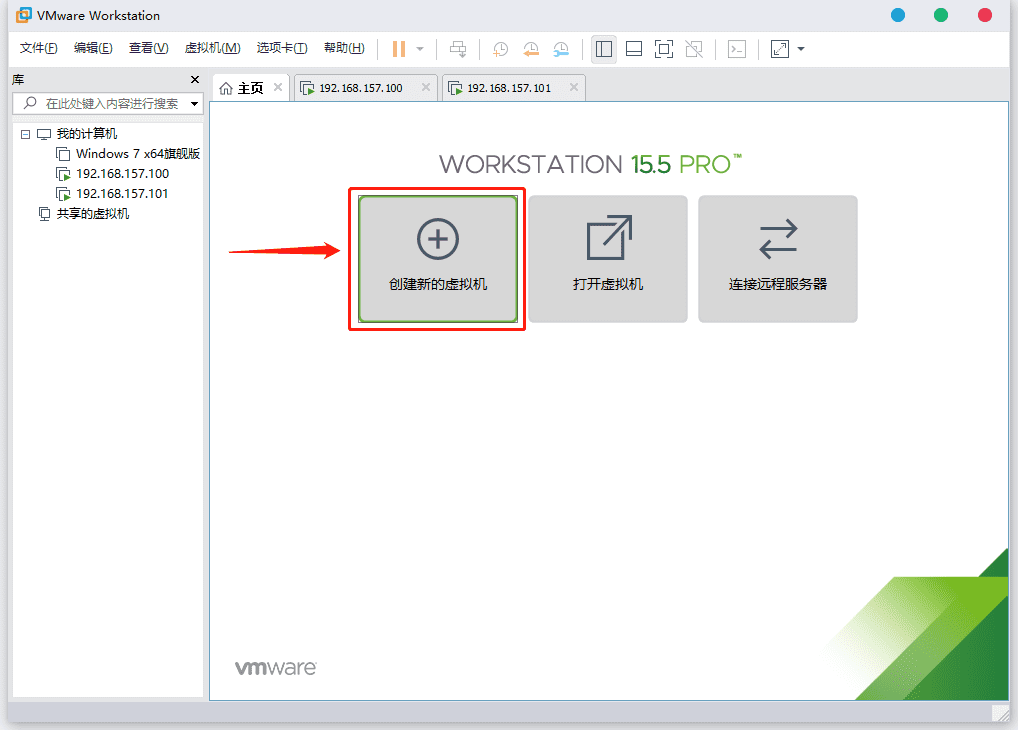 VMware Workstation
文件(F) 编辑(E) 查看(V) 虚拟机(M) 选项卡(T) 帮助(H)
库
在此处键入内容进行搜索
我的计算机
Windows 7 x64旗舰版
192.168.157.100
192.168.157.101
共享的虚拟机
主页 192.168.157.100 192.168.157.101
WORKSTATION 15.5 PRO™
创建新的虚拟机 打开虚拟机 连接远程服务器
vmware